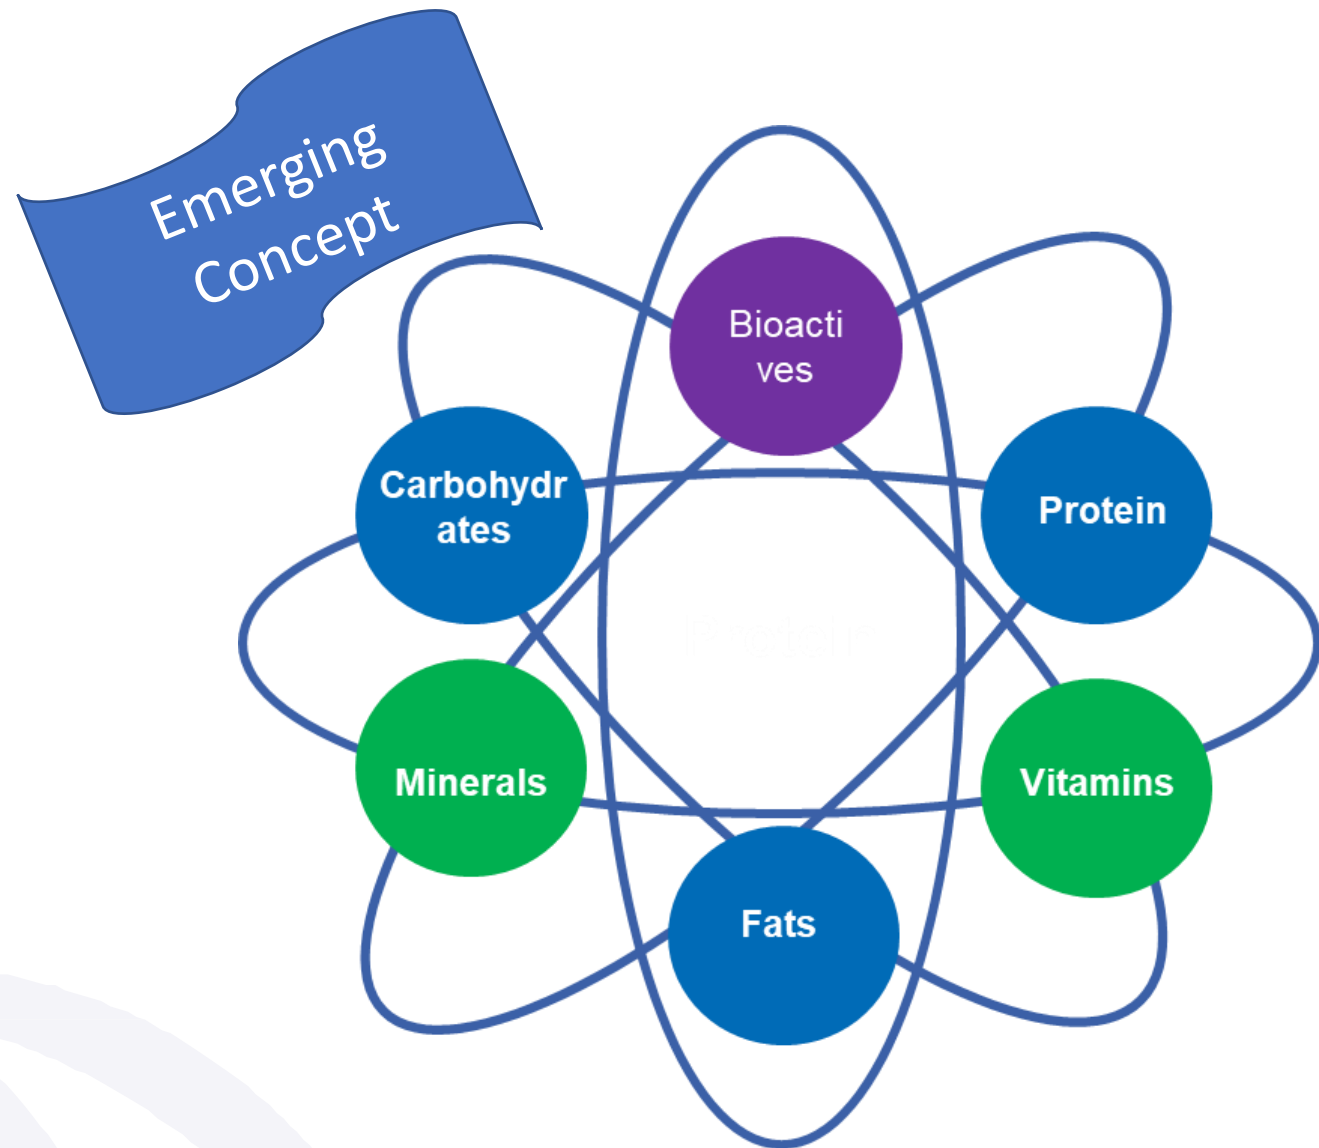 Emerging
Concept
Bioacti
ves
Carbohydr
ates
Protein
Minerals
Vitamins
Fats